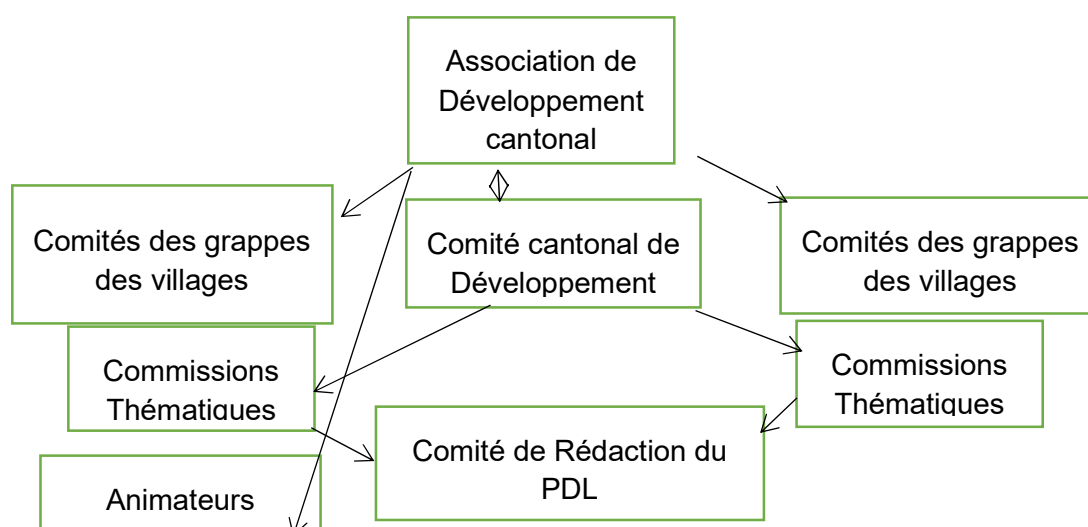 Association de
Développement
cantonal
Comités des grappes
des villages
Comité cantonal de
Développement
Comités des grappes
des villages
Commissions
Thématiques
Commissions
Thématiques
Comité de Rédaction du
PDL
Animateurs